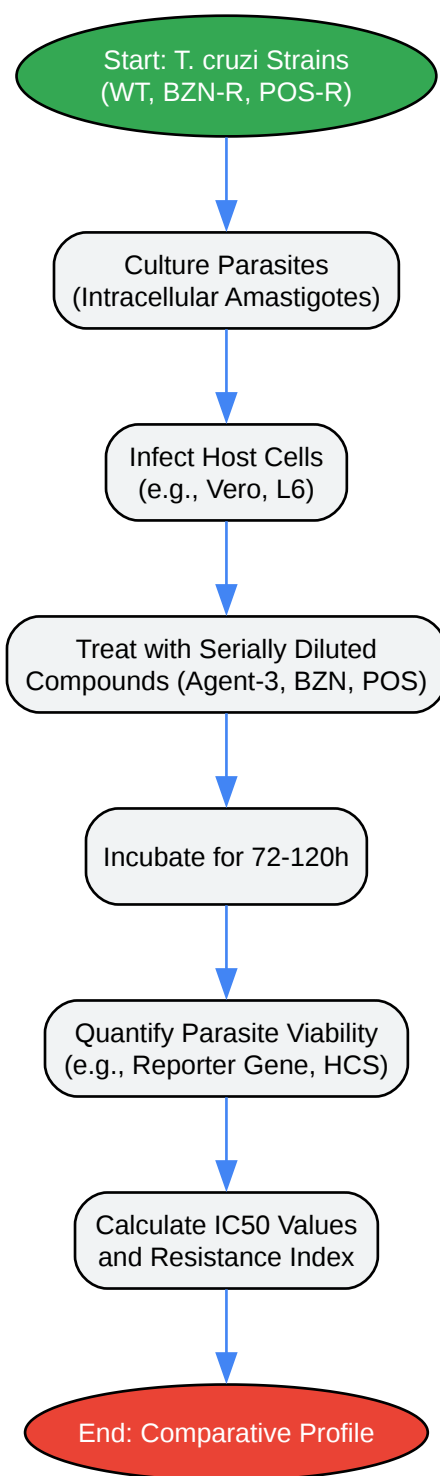 Start: T. cruzi Strains
(WT, BZN-R, POS-R)
Culture Parasites
(Intracellular Amastigotes)
Infect Host Cells
(e.g., Vero, L6)
Treat with Serially Diluted
Compounds (Agent-3, BZN, POS)
Incubate for 72-120h
Quantify Parasite Viability
(e.g., Reporter Gene, HCS)
Calculate IC50 Values
and Resistance Index
End: Comparative Profile